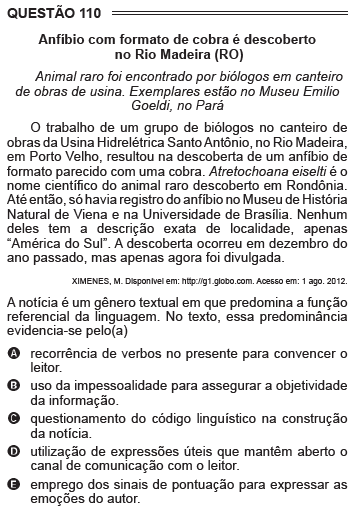 QUESTÃO 110
Anfíbio com formato de cobra é descoberto
no Rio Madeira (RO)
Animal raro foi encontrado por biólogos em canteiro
de obras de usina. Exemplares estão no Museu Emilio
Goeldi, no Pará
O trabalho de um grupo de biólogos no canteiro de
obras da Usina Hidrelétrica Santo Antônio, no Rio Madeira,
em Porto Velho, resultou na descoberta de um anfíbio de
formato parecido com uma cobra. Atretochoana eiselti é o
nome científico do animal raro descoberto em Rondônia.
Até então, só havia registro do anfíbio no Museu de História
Natural de Viena e na Universidade de Brasília. Nenhum
deles tem a descrição exata de localidade, apenas
“América do Sul”. A descoberta ocorreu em dezembro do
ano passado, mas apenas agora foi divulgada.
XIMENES, M. Disponível em: http://g1.globo.com. Acesso em: 1 ago. 2012.
A notícia é um gênero textual em que predomina a função
referencial da linguagem. No texto, essa predominância
evidencia-se pelo(a)
A recorrência de verbos no presente para convencer o
leitor.
B uso da impessoalidade para assegurar a objetividade
da informação.
C questionamento do código linguístico na construção
da notícia.
D utilização de expressões úteis que mantêm aberto o
canal de comunicação com o leitor.
E emprego dos sinais de pontuação para expressar as
emoções do autor.